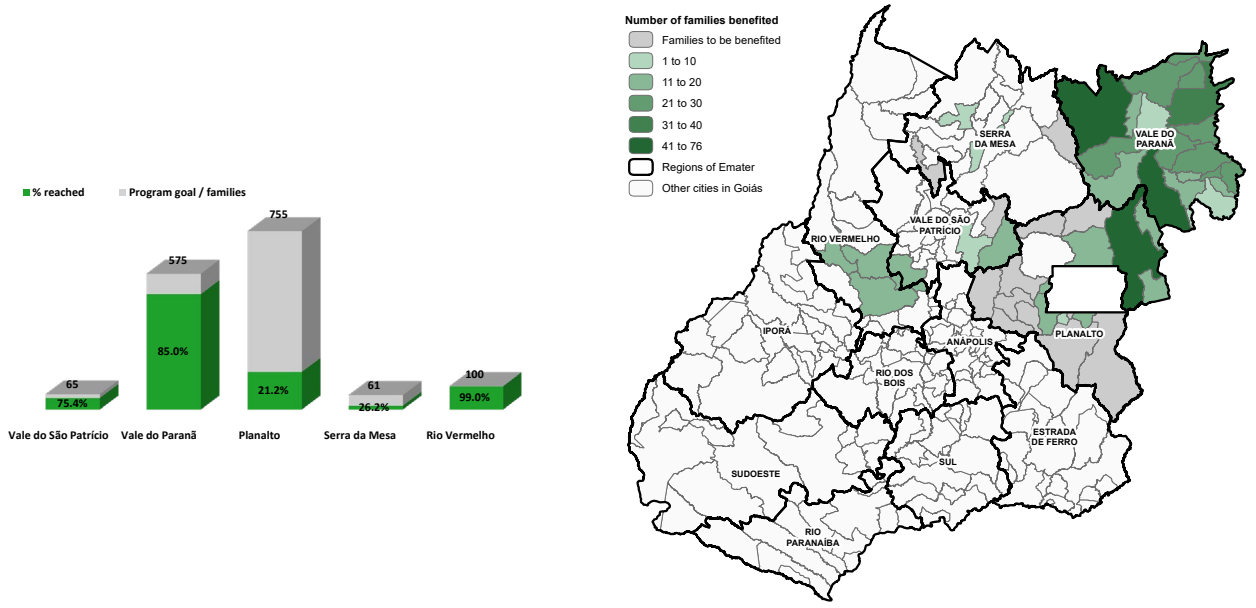 % reached
Program goal / families
65
75.4%
575
85.0%
755
21.2%
61
26.2%
100
99.0%
Vale do São Patrício
Vale do Paranã
Planalto
Serra da Mesa
Rio Vermelho
Number of families benefited
Families to be benefited
1 to 10
11 to 20
21 to 30
31 to 40
41 to 76
Regions of Emater
Other cities in Goiás
SERRA
DA MESA
VALE DO
PARANÃ
VALE DO SÃO
PATRÍCIO
RIO VERMELHO
IPORÁ
ANÁPOLIS
PLANALTO
RIO DOS
BOIS
ESTRADA
DE FERRO
SUL
SUDOESTE
RIO
PARANAÍBA